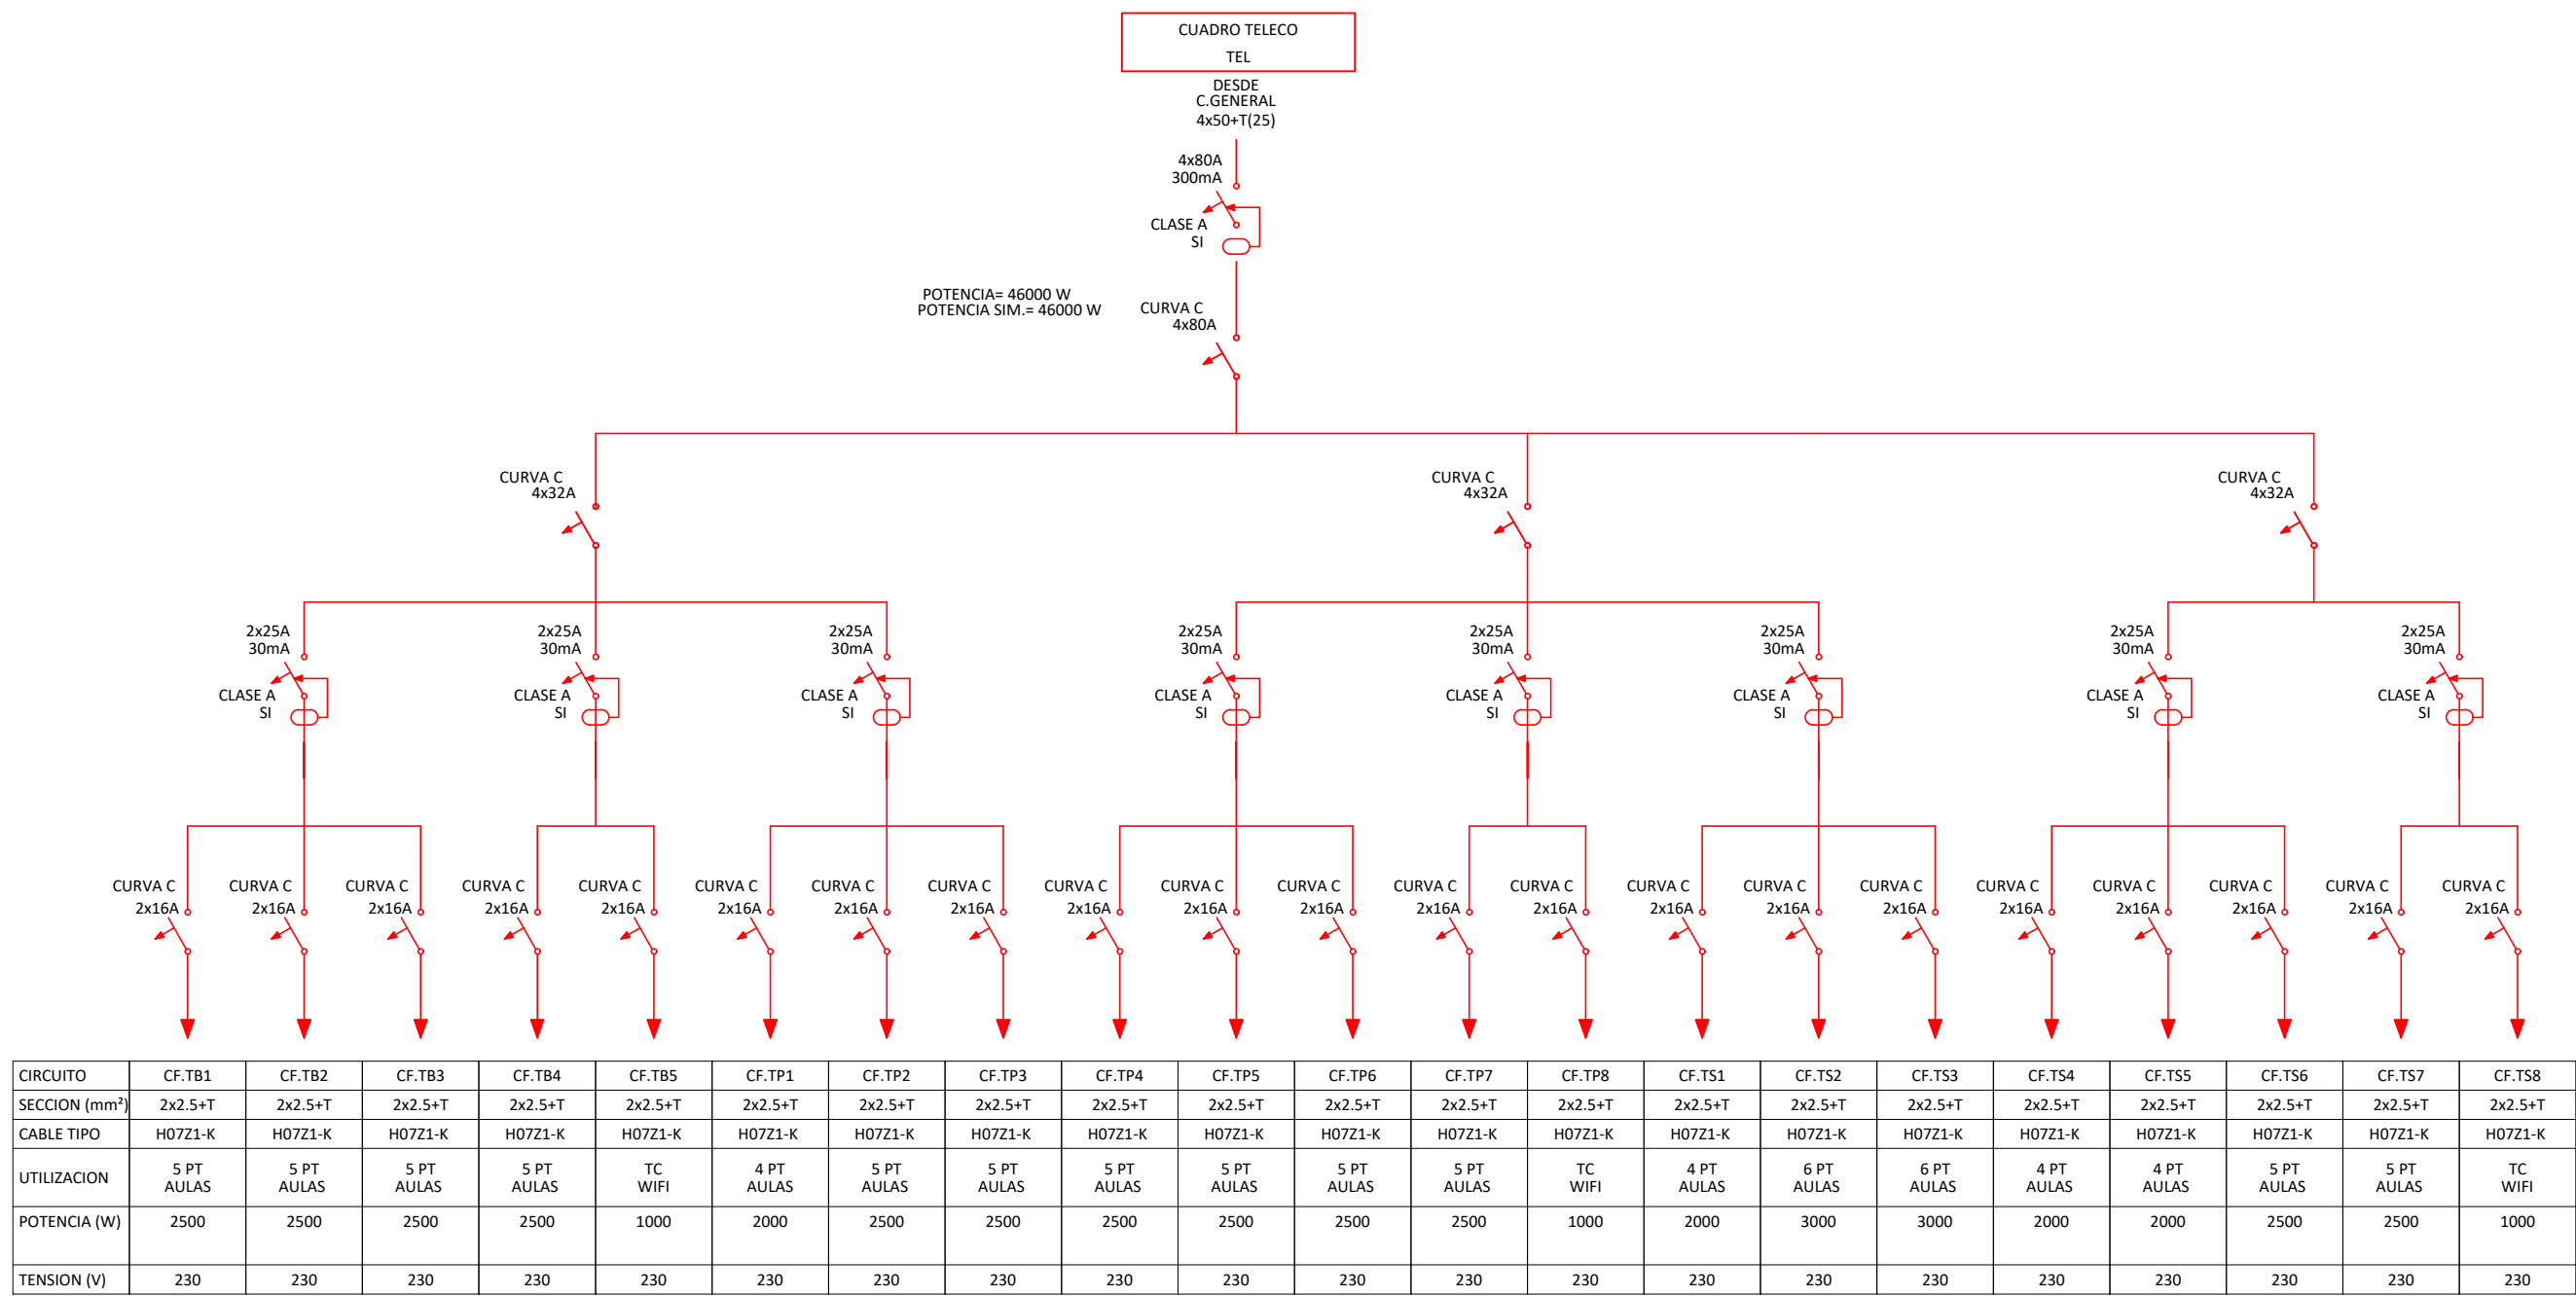 CUADRO TELECO
TEL
DESDE
C.GENERAL
4x50+T(25)
4x80A
300mA
CLASE A
SI
POTENCIA= 46000 W
POTENCIA SIM.= 46000 W
CURVA C
4x80A
CURVA C
4x32A
CURVA C
4x32A
CURVA C
4x32A
2x25A
30mA
CLASE A
SI
2x25A
30mA
CLASE A
SI
2x25A
30mA
CLASE A
SI
2x25A
30mA
CLASE A
SI
2x25A
30mA
CLASE A
SI
2x25A
30mA
CLASE A
SI
2x25A
30mA
CLASE A
SI
2x25A
30mA
CLASE A
SI
CURVA C
2x16A
CURVA C
2x16A
CURVA C
2x16A
CURVA C
2x16A
CURVA C
2x16A
CURVA C
2x16A
CURVA C
2x16A
CURVA C
2x16A
CURVA C
2x16A
CURVA C
2x16A
CURVA C
2x16A
CURVA C
2x16A
CURVA C
2x16A
CURVA C
2x16A
CURVA C
2x16A
CURVA C
2x16A
CURVA C
2x16A
CURVA C
2x16A
CURVA C
2x16A
CURVA C
2x16A
CURVA C
2x16A
CIRCUITO CF.TB1 CF.TB2 CF.TB3 CF.TB4 CF.TB5 CF.TP1 CF.TP2 CF.TP3 CF.TP4 CF.TP5 CF.TP6 CF.TP7 CF.TP8 CF.TS1 CF.TS2 CF.TS3 CF.TS4 CF.TS5 CF.TS6 CF.TS7 CF.TS8
SECCION (mm²) 2x2.5+T 2x2.5+T 2x2.5+T 2x2.5+T 2x2.5+T 2x2.5+T 2x2.5+T 2x2.5+T 2x2.5+T 2x2.5+T 2x2.5+T 2x2.5+T 2x2.5+T 2x2.5+T 2x2.5+T 2x2.5+T 2x2.5+T 2x2.5+T 2x2.5+T 2x2.5+T 2x2.5+T
CABLE TIPO H07Z1-K H07Z1-K H07Z1-K H07Z1-K H07Z1-K H07Z1-K H07Z1-K H07Z1-K H07Z1-K H07Z1-K H07Z1-K H07Z1-K H07Z1-K H07Z1-K H07Z1-K H07Z1-K H07Z1-K H07Z1-K H07Z1-K H07Z1-K H07Z1-K
UTILIZACION 5 PT 5 PT 5 PT 5 PT TC 4 PT 5 PT 5 PT 5 PT 5 PT 5 PT 5 PT TC 4 PT 6 PT 6 PT 4 PT 4 PT 5 PT 5 PT TC
AULAS AULAS AULAS AULAS WIFI AULAS AULAS AULAS AULAS AULAS AULAS AULAS WIFI AULAS AULAS AULAS AULAS AULAS AULAS AULAS WIFI
POTENCIA (W) 2500 2500 2500 2500 1000 2000 2500 2500 2500 2500 2500 2500 1000 2000 3000 3000 2000 2000 2500 2500 1000
TENSION (V) 230 230 230 230 230 230 230 230 230 230 230 230 230 230 230 230 230 230 230 230 230